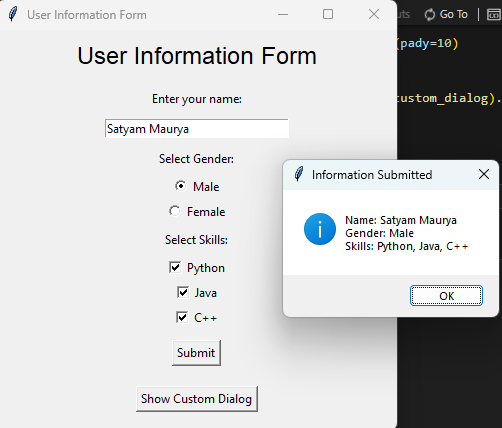 User Information Form
uts Go To
User Information Form
(pady=10)
Enter your name:
custom_dialog).
Satyam Maurya
Select Gender:
Information Submitted
Male
Female
Name: Satyam Maurya
Gender: Male
Skills: Python, Java, C++
Select Skills:
Python
Java
OK
C++
Submit
Show Custom Dialog